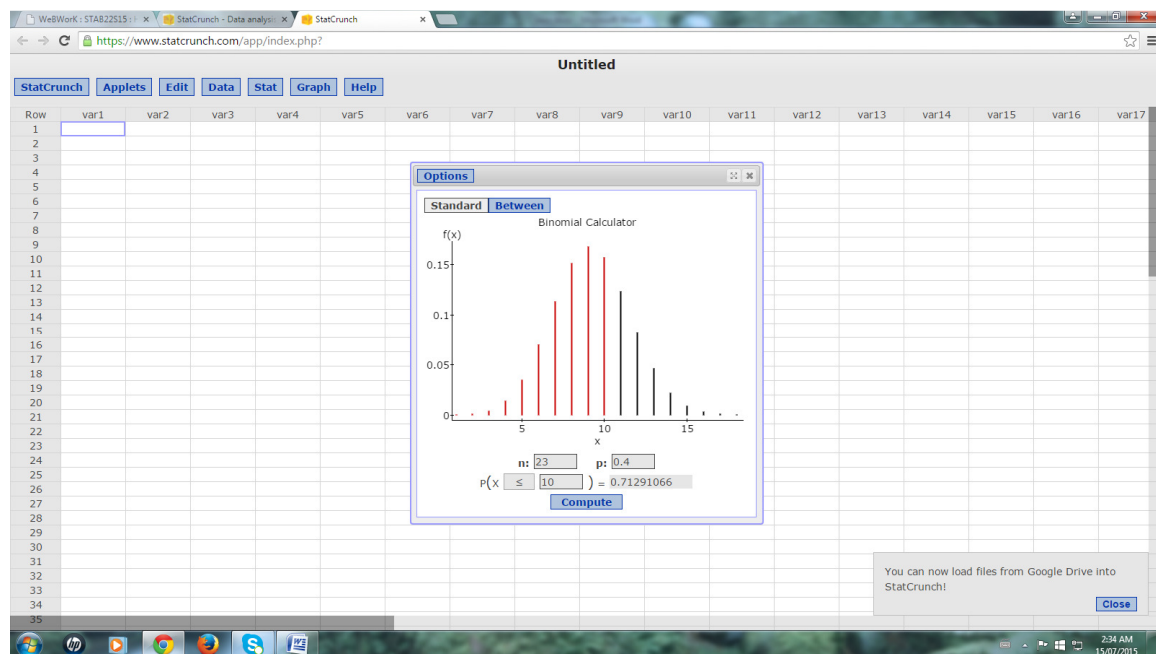 WeBWorK : STAB22S15 : H
StatCrunch - Data analysis
StatCrunch
https://www.statcrunch.com/app/index.php?
Untitled
StatCrunch Applets Edit Data Stat Graph Help
Row var1 var2 var3 var4 var5 var6 var7 var8 var9 var10 var11 var12 var13 var14 var15 var16 var17
1
2
3
4
5
6
7
8
9
10
11
12
13
14
15
16
17
18
19
20
21
22
23
24
25
26
27
28
29
30
31
32
33
34
35
Options
Standard Between
Binomial Calculator
f(x)
0.15
0.1
0.05
0
5 10 15
x
n: 23 p: 0.4
P(X ≤ 10 ) = 0.71291066
Compute
You can now load files from Google Drive into
StatCrunch!
Close
2:34 AM
15/07/2015